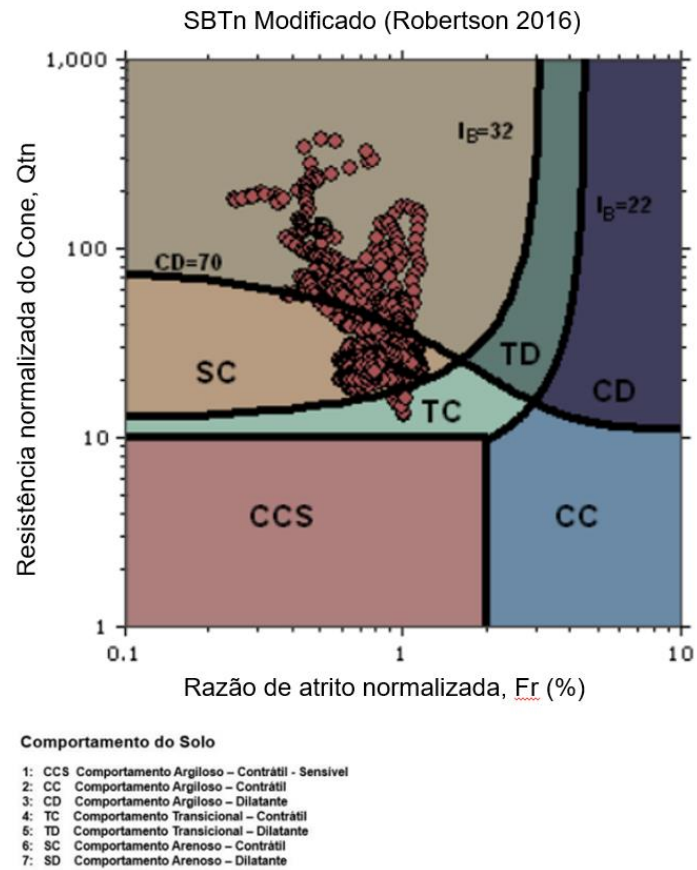 SBTn Modificado (Robertson 2016)
1,000
100
10
1
Resistência normalizada do Cone, Qtn
I_B=32
I_B=22
CD=70
SD
SC
TD
CD
TC
CCS
CC
0.1
1
10
Razão de atrito normalizada, Fr (%)
Comportamento do Solo
1: CCS Comportamento Argiloso – Contrátil - Sensível
2: CC Comportamento Argiloso – Contrátil
3: CD Comportamento Argiloso – Dilatante
4: TC Comportamento Transicional – Contrátil
5: TD Comportamento Transicional – Dilatante
6: SC Comportamento Arenoso – Contrátil
7: SD Comportamento Arenoso – Dilatante